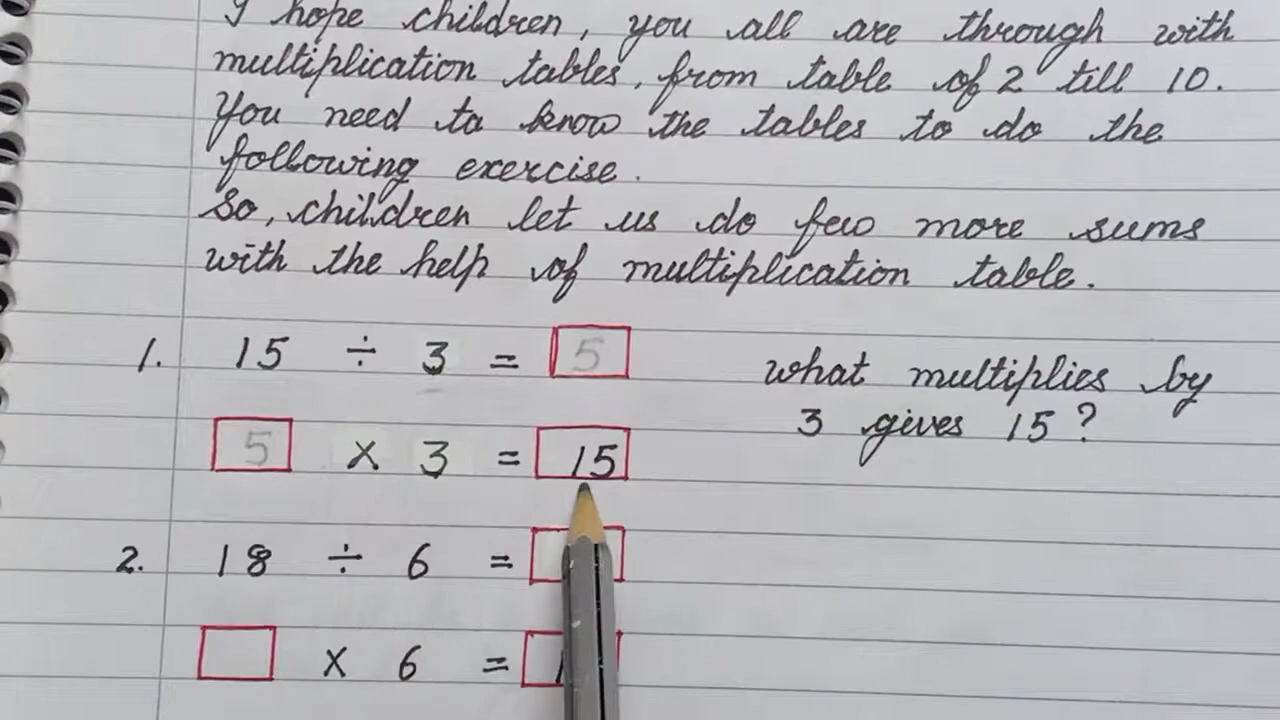 I hope children, you all are through with
multiplication tables, from table of 2 till 10.
You need to know the tables to do the
following exercise.
So, children let us do few more sums
with the help of multiplication table.
1. 15 ÷ 3 = 5
what multiplies by
3 gives 15 ?
5 x 3 = 15
2. 18 ÷ 6 =
x 6 =